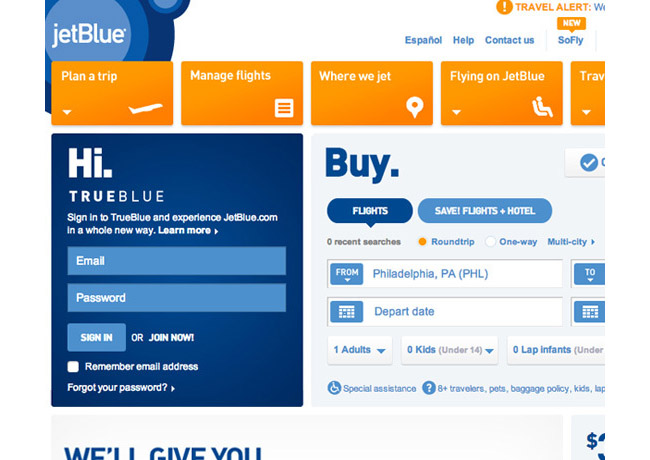 jetBlue
TRAVEL ALERT: We
NEW
Español Help Contact us SoFly
Plan a trip
Manage flights
Where we jet
Flying on JetBlue
Trav
Hi.
TRUEBLUE
Sign in to TrueBlue and experience JetBlue.com
in a whole new way. Learn more
Email
Password
SIGN IN OR JOIN NOW!
Remember email address
Forgot your password?
Buy.
FLIGHTS SAVE! FLIGHTS + HOTEL
0 recent searches Roundtrip One-way Multi-city
FROM Philadelphia, PA (PHL) TO
Depart date
1 Adults 0 Kids (Under 14) 0 Lap infants (Under
Special assistance ? 8+ travelers, pets, baggage policy, kids, lap
WE'LL GIVE YOU
$